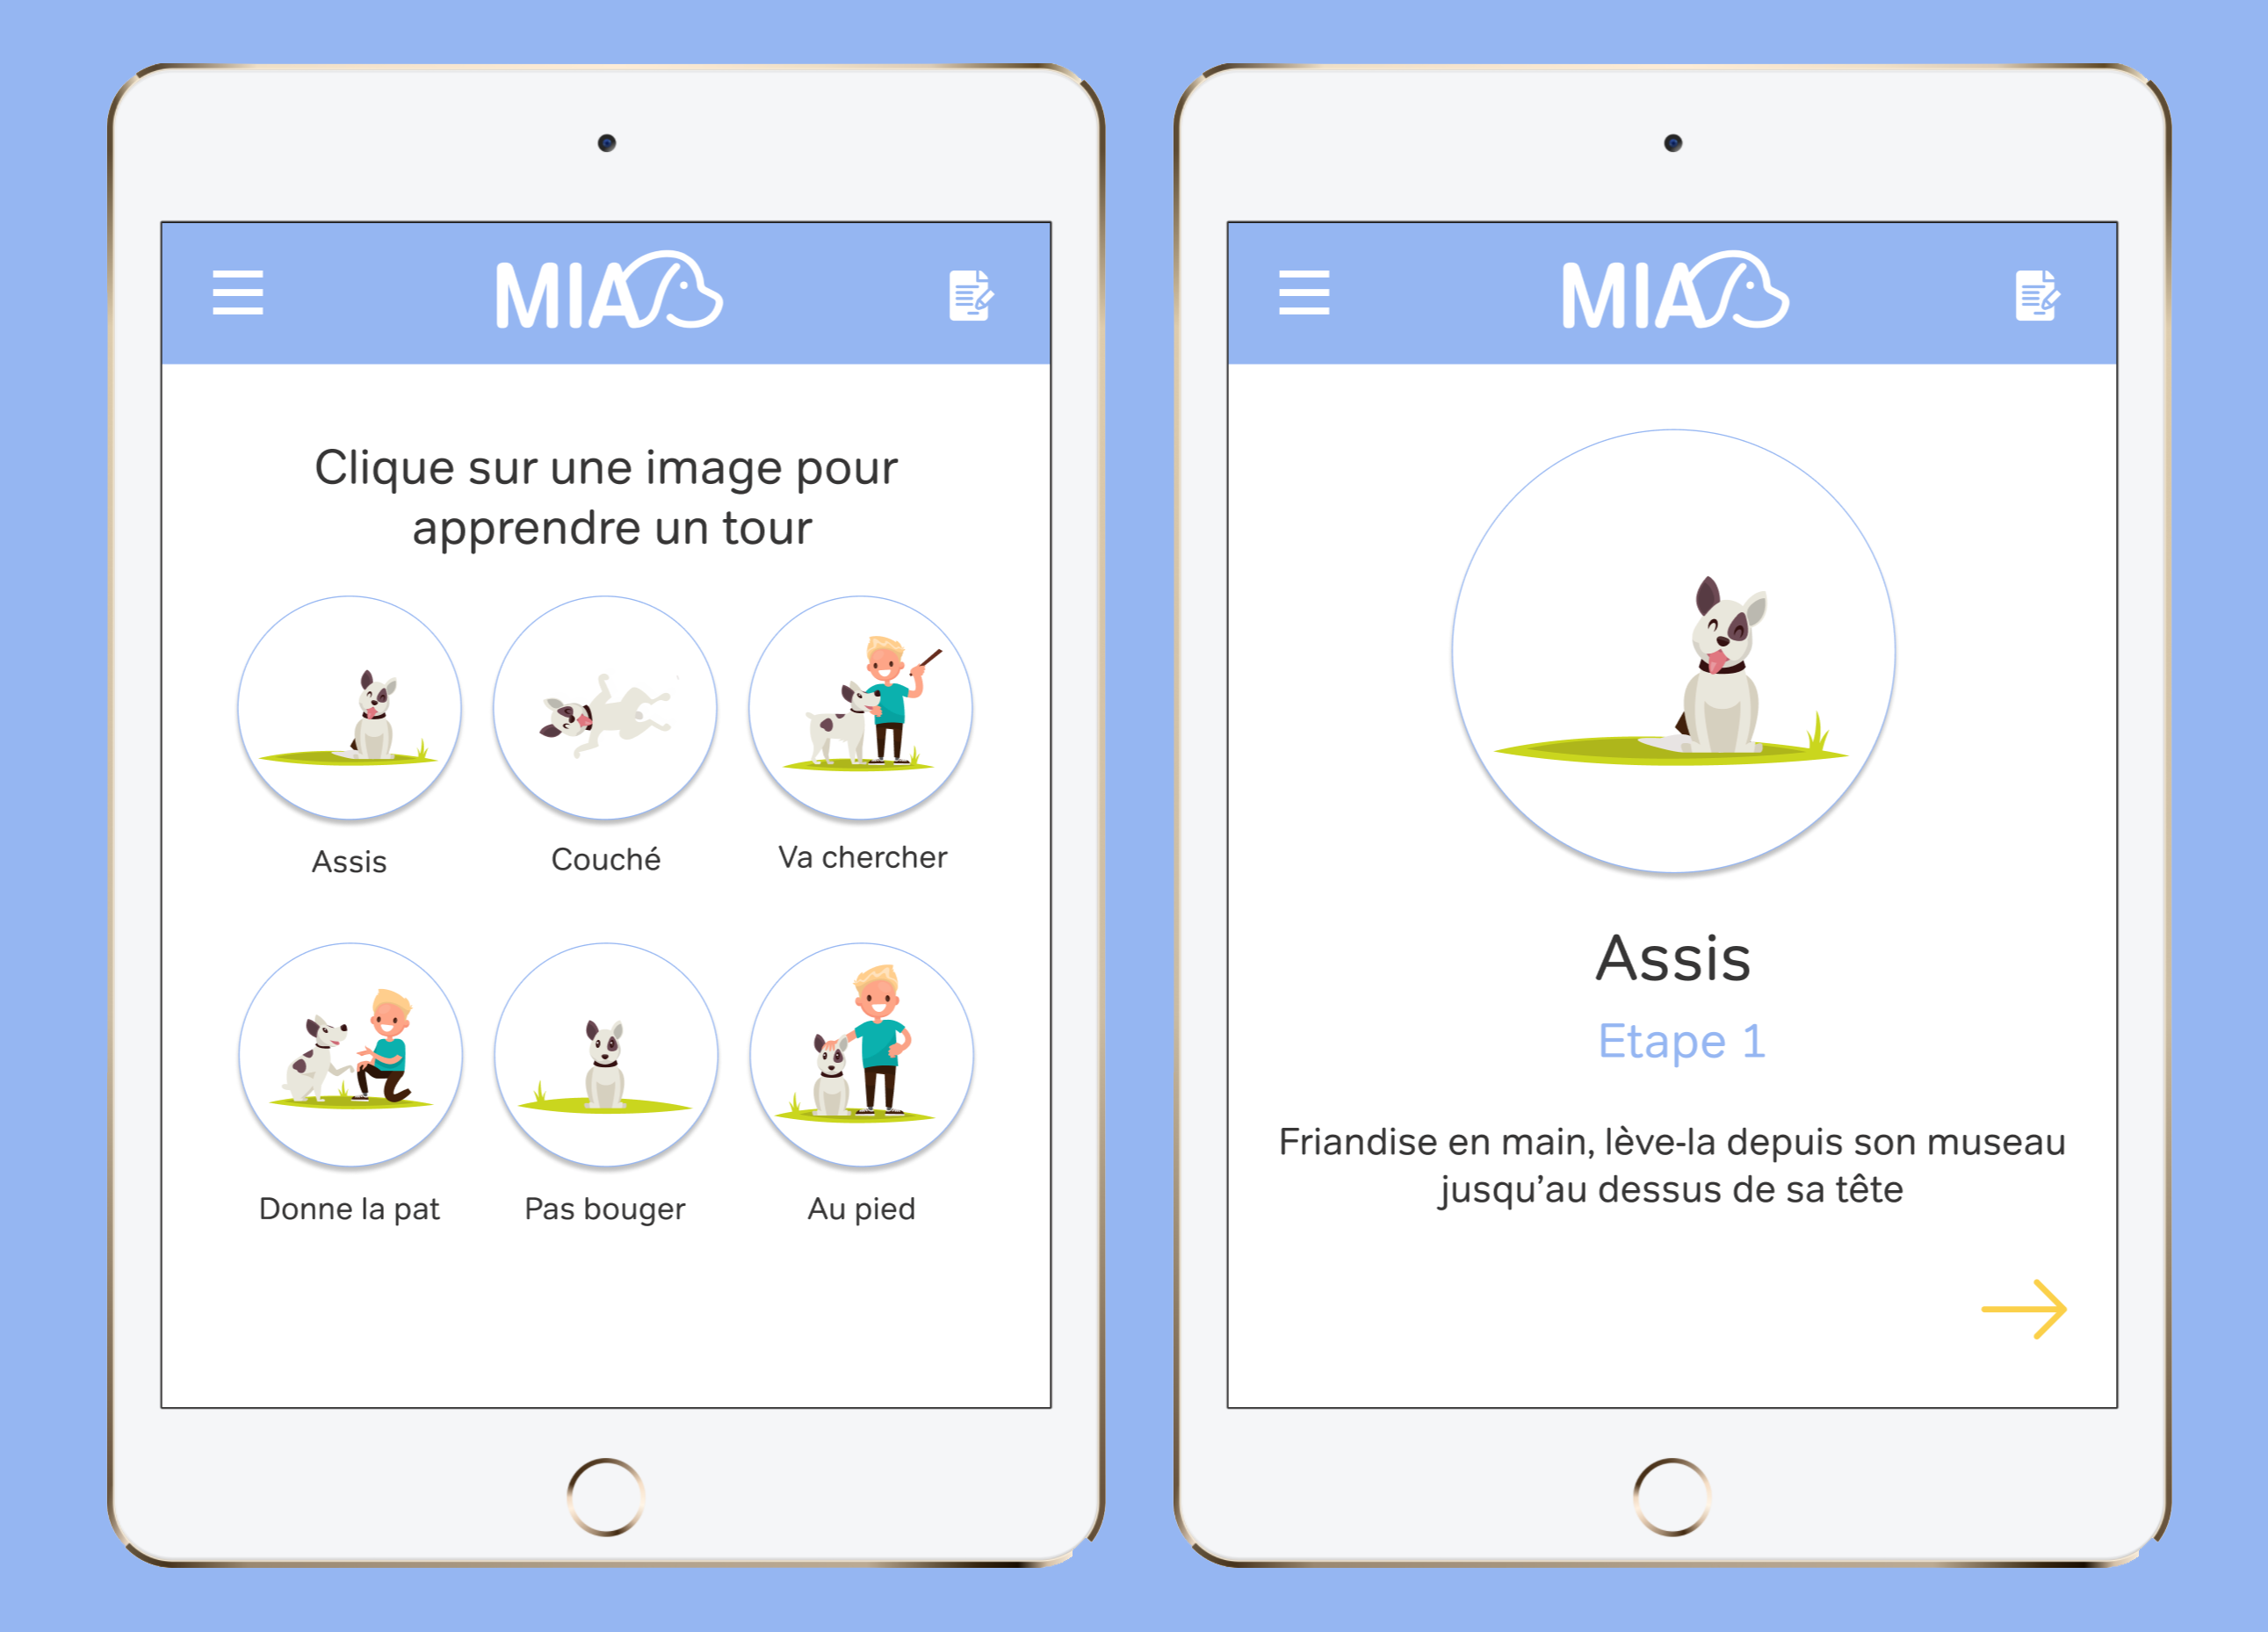 MIA
Clique sur une image pour
apprendre un tour
Assis
Couché
Va chercher
Donne la pat
Pas bouger
Au pied
MIA
Assis
Etape 1
Friandise en main, lève-la depuis son museau
jusqu’au dessus de sa tête